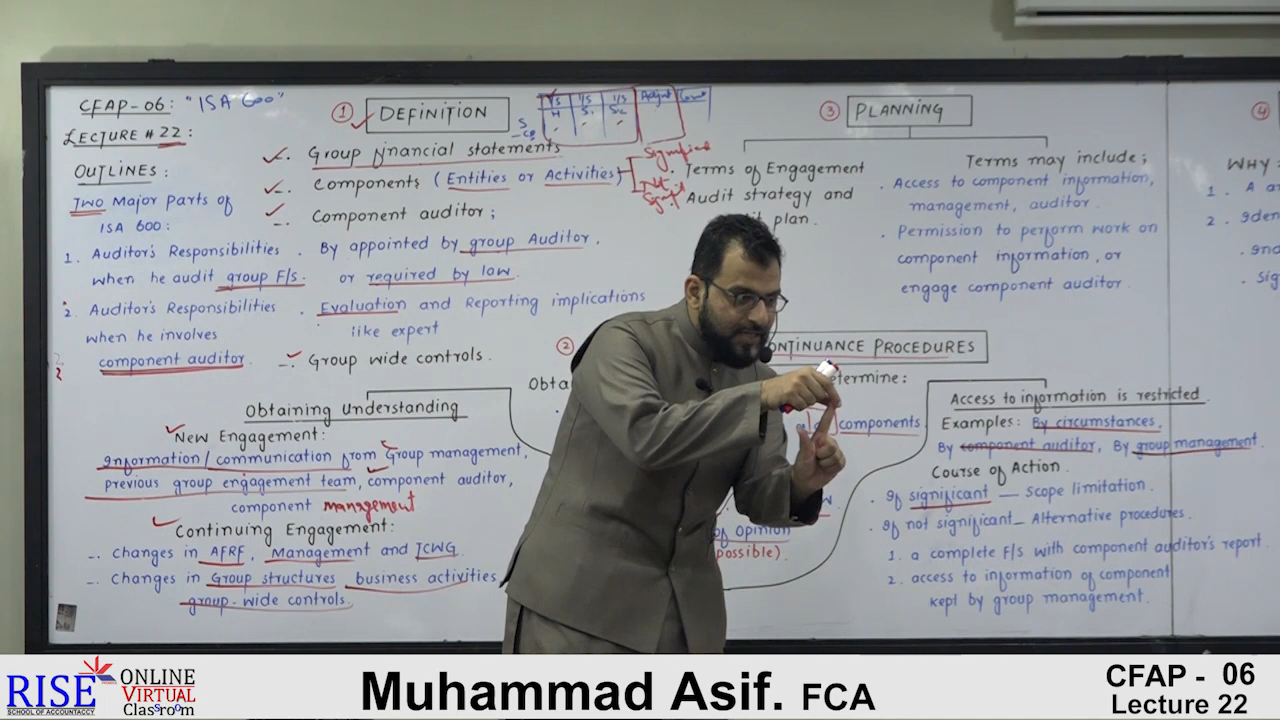 CFAP-06: "ISA 600"
LECTURE # 22:
OUTLINES:
TWO Major parts of
ISA 600:
1. Auditor's Responsibilities
when he audit group F/s.
2. Auditor's Responsibilities
when he involves
component auditor.
1 DEFINITION
Group financial statements
Components (Entities or Activities)
Component auditor;
. By appointed by group Auditor,
or required by law.
. Evaluation and Reporting implications
like expert
Group wide controls.
Obtaining Understanding
New Engagement:
Information/communication from Group management,
previous group engagement team, component auditor,
component management
Continuing Engagement:
-. Changes in AFRF, Management and TCWG.
-. Changes in Group structures business activities
group-wide controls.
3 PLANNING
. Terms of Engagement
. Audit strategy and
plan.
Terms may include;
. Access to component information,
management, auditor.
. Permission to perform work on
component information, or
engage component auditor.
2
CONTINUANCE PROCEDURES
components
of opinion
possible).
Access to information is restricted
Examples: By circumstances,
By component auditor, By group management.
Course of Action.
. If significant — Scope limitation.
. If not significant — Alternative procedures.
1. a complete F/s with component auditor's report.
2. access to information of component
kept by group management.
4
WHY
1. A
2. Iden
RISE
SCHOOL OF ACCOUNTANCY
ONLINE
VIRTUAL
Classroom
Muhammad Asif. FCA
CFAP - 06
Lecture 22